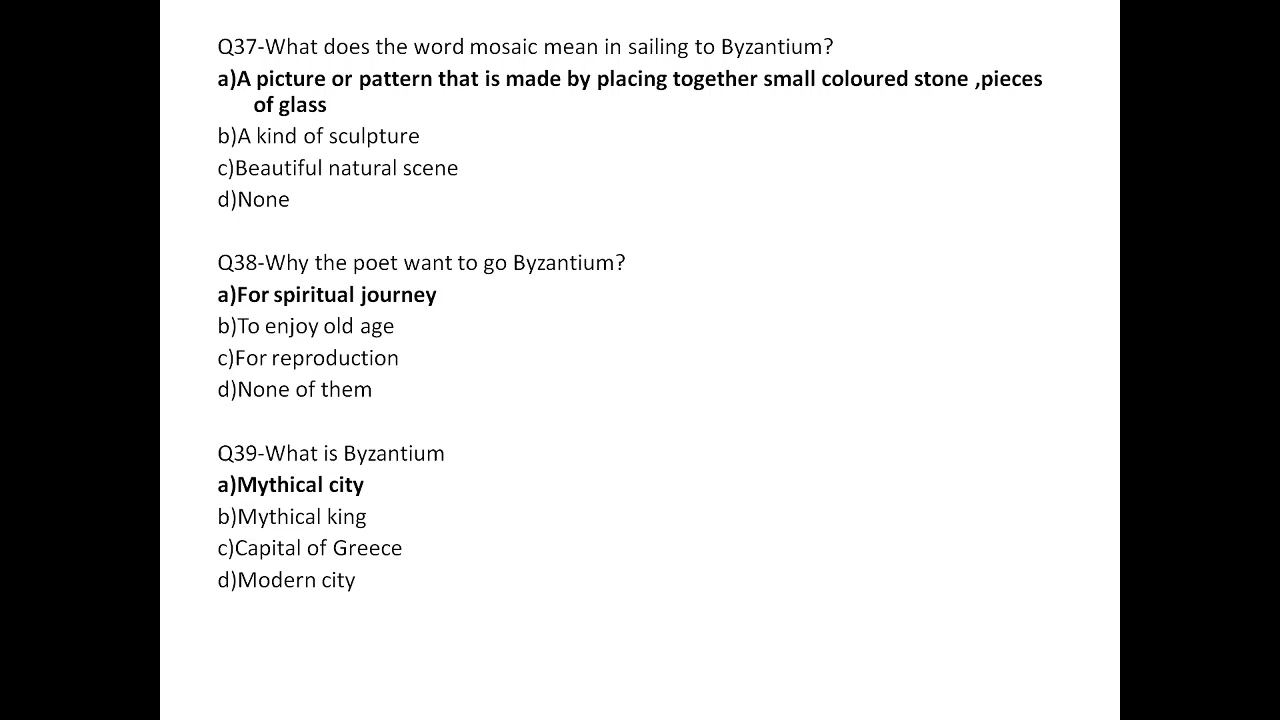 Q37-What does the word mosaic mean in sailing to Byzantium?
a)A picture or pattern that is made by placing together small coloured stone ,pieces
of glass
b)A kind of sculpture
c)Beautiful natural scene
d)None
Q38-Why the poet want to go Byzantium?
a)For spiritual journey
b)To enjoy old age
c)For reproduction
d)None of them
Q39-What is Byzantium
a)Mythical city
b)Mythical king
c)Capital of Greece
d)Modern city